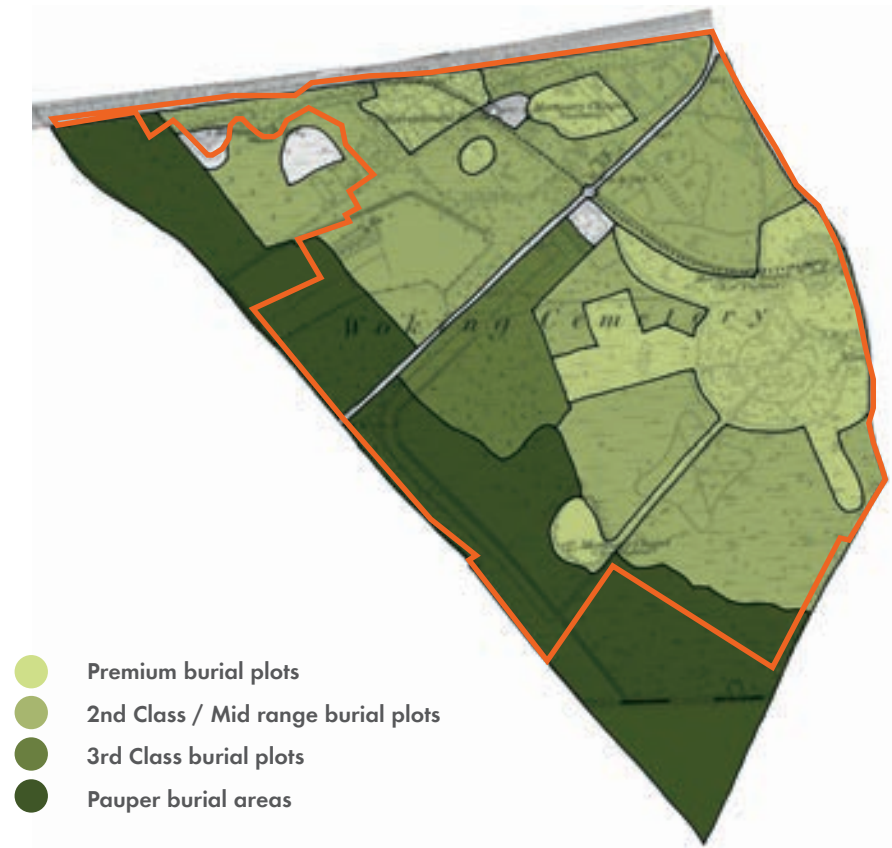 Woking Cemetery
Premium burial plots
2nd Class / Mid range burial plots
3rd Class burial plots
Pauper burial areas